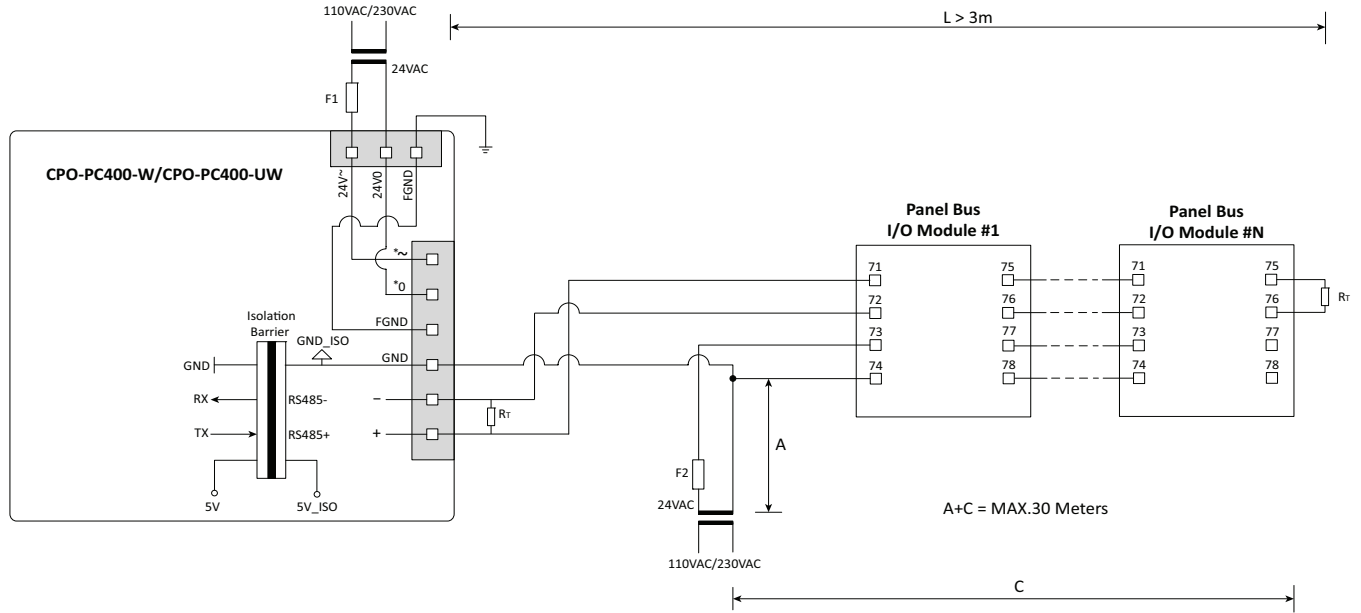 110VAC/230VAC
L > 3m
24VAC
F1
CPO-PC400-W/CPO-PC400-UW
24V~
24V0
FGND
Panel Bus
I/O Module #1
Panel Bus
I/O Module #N
*~
*0
FGND
GND
−
+
Isolation
Barrier
GND_ISO
GND
RX
TX
RS485-
RS485+
5V
5V_ISO
RT
71
72
73
74
75
76
77
78
71
72
73
74
75
76
77
78
RT
A
F2
24VAC
110VAC/230VAC
A+C = MAX.30 Meters
C